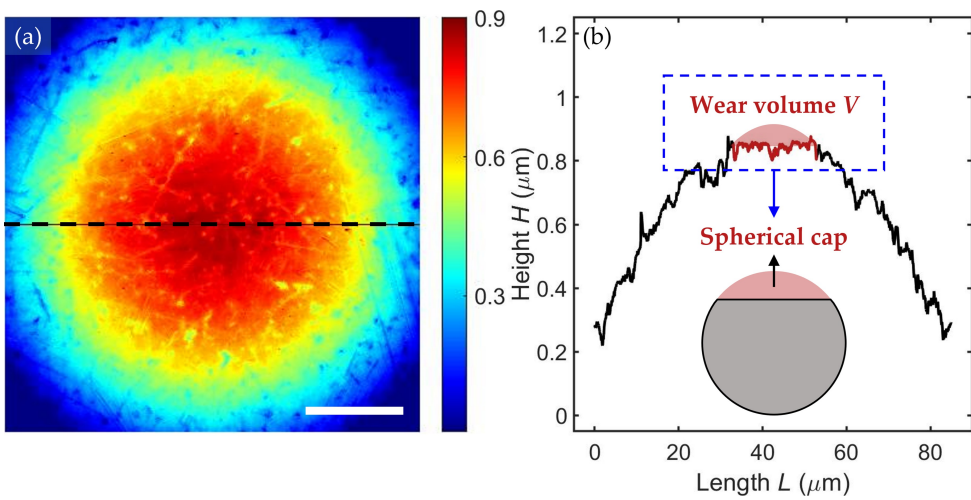 (a)
0.9
0.6
0.3
(b)
Height H (μm)
1.2
1
0.8
0.6
0.4
0.2
0
Wear volume V
Spherical cap
0 20 40 60 80
Length L (μm)